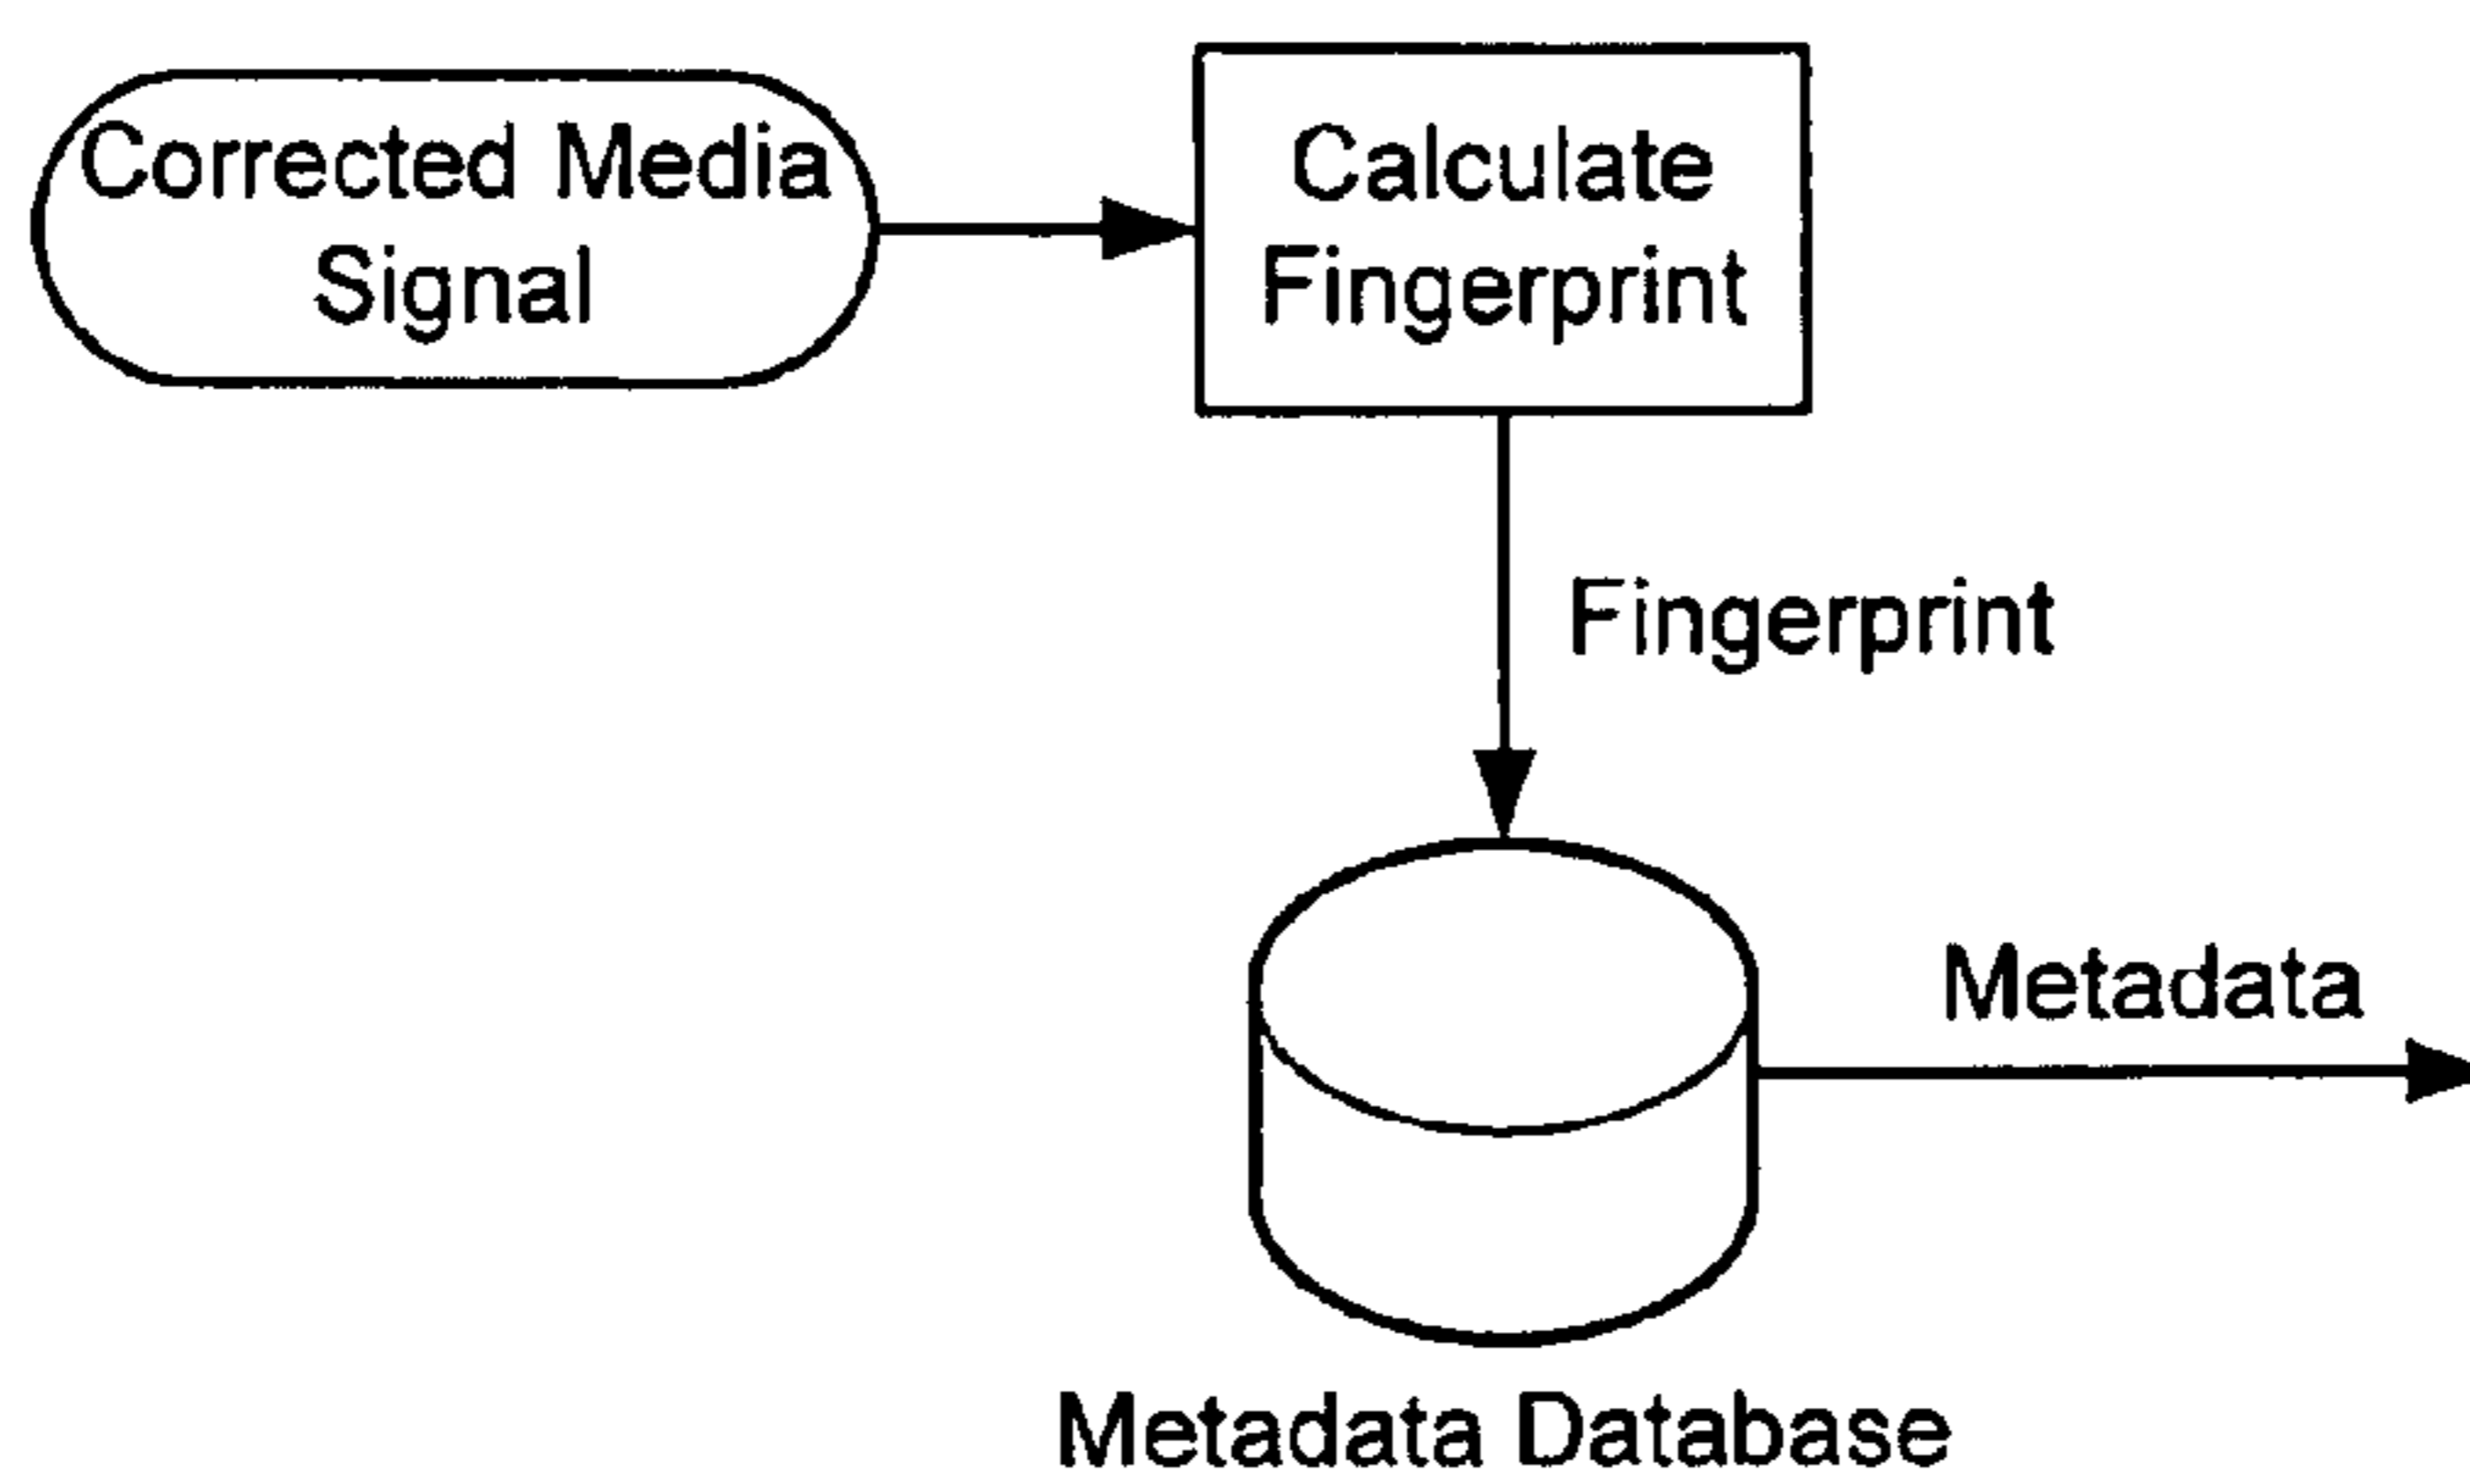 Corrected Media
Signal
Calculate
Fingerprint
Fingerprint
Metadata
Metadata Database